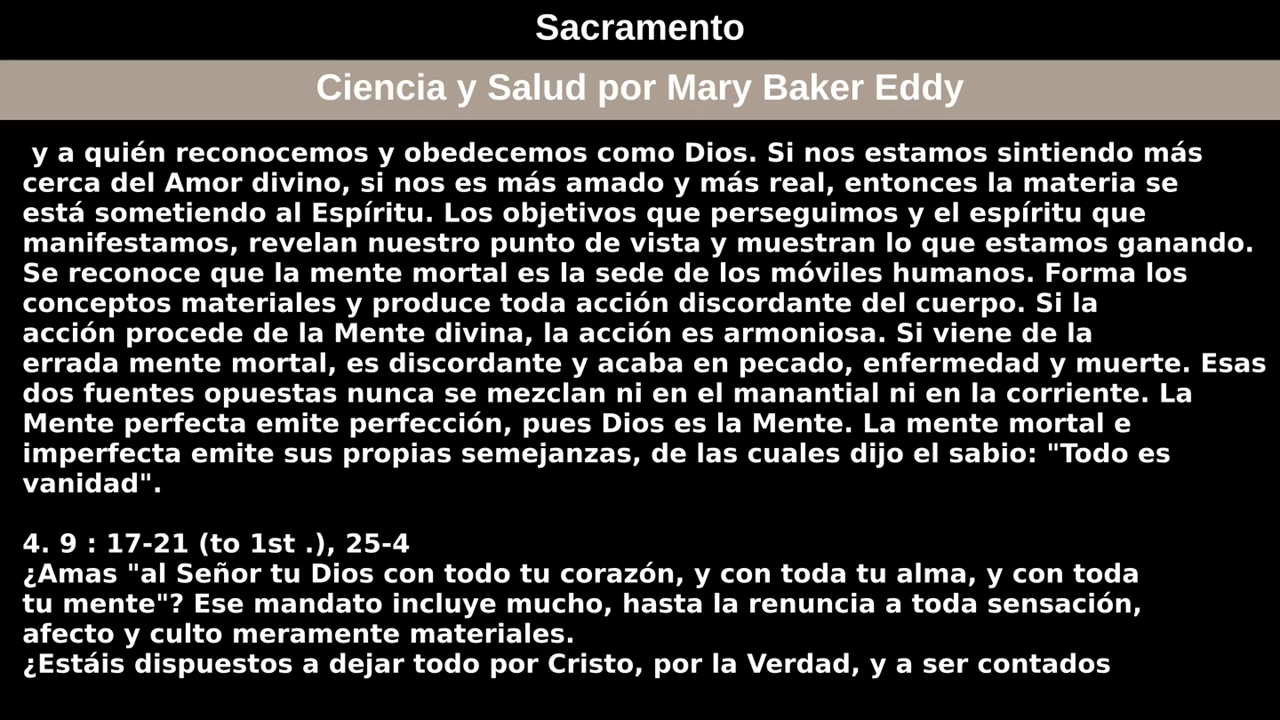 Sacramento
Ciencia y Salud por Mary Baker Eddy
y a quién reconocemos y obedecemos como Dios. Si nos estamos sintiendo más
cerca del Amor divino, si nos es más amado y más real, entonces la materia se
está sometiendo al Espíritu. Los objetivos que perseguimos y el espíritu que
manifestamos, revelan nuestro punto de vista y muestran lo que estamos ganando.
Se reconoce que la mente mortal es la sede de los móviles humanos. Forma los
conceptos materiales y produce toda acción discordante del cuerpo. Si la
acción procede de la Mente divina, la acción es armoniosa. Si viene de la
errada mente mortal, es discordante y acaba en pecado, enfermedad y muerte. Esas
dos fuentes opuestas nunca se mezclan ni en el manantial ni en la corriente. La
Mente perfecta emite perfección, pues Dios es la Mente. La mente mortal e
imperfecta emite sus propias semejanzas, de las cuales dijo el sabio: "Todo es
vanidad".
4. 9 : 17-21 (to 1st .), 25-4
¿Amas "al Señor tu Dios con todo tu corazón, y con toda tu alma, y con toda
tu mente"? Ese mandato incluye mucho, hasta la renuncia a toda sensación,
afecto y culto meramente materiales.
¿Estáis dispuestos a dejar todo por Cristo, por la Verdad, y a ser contados